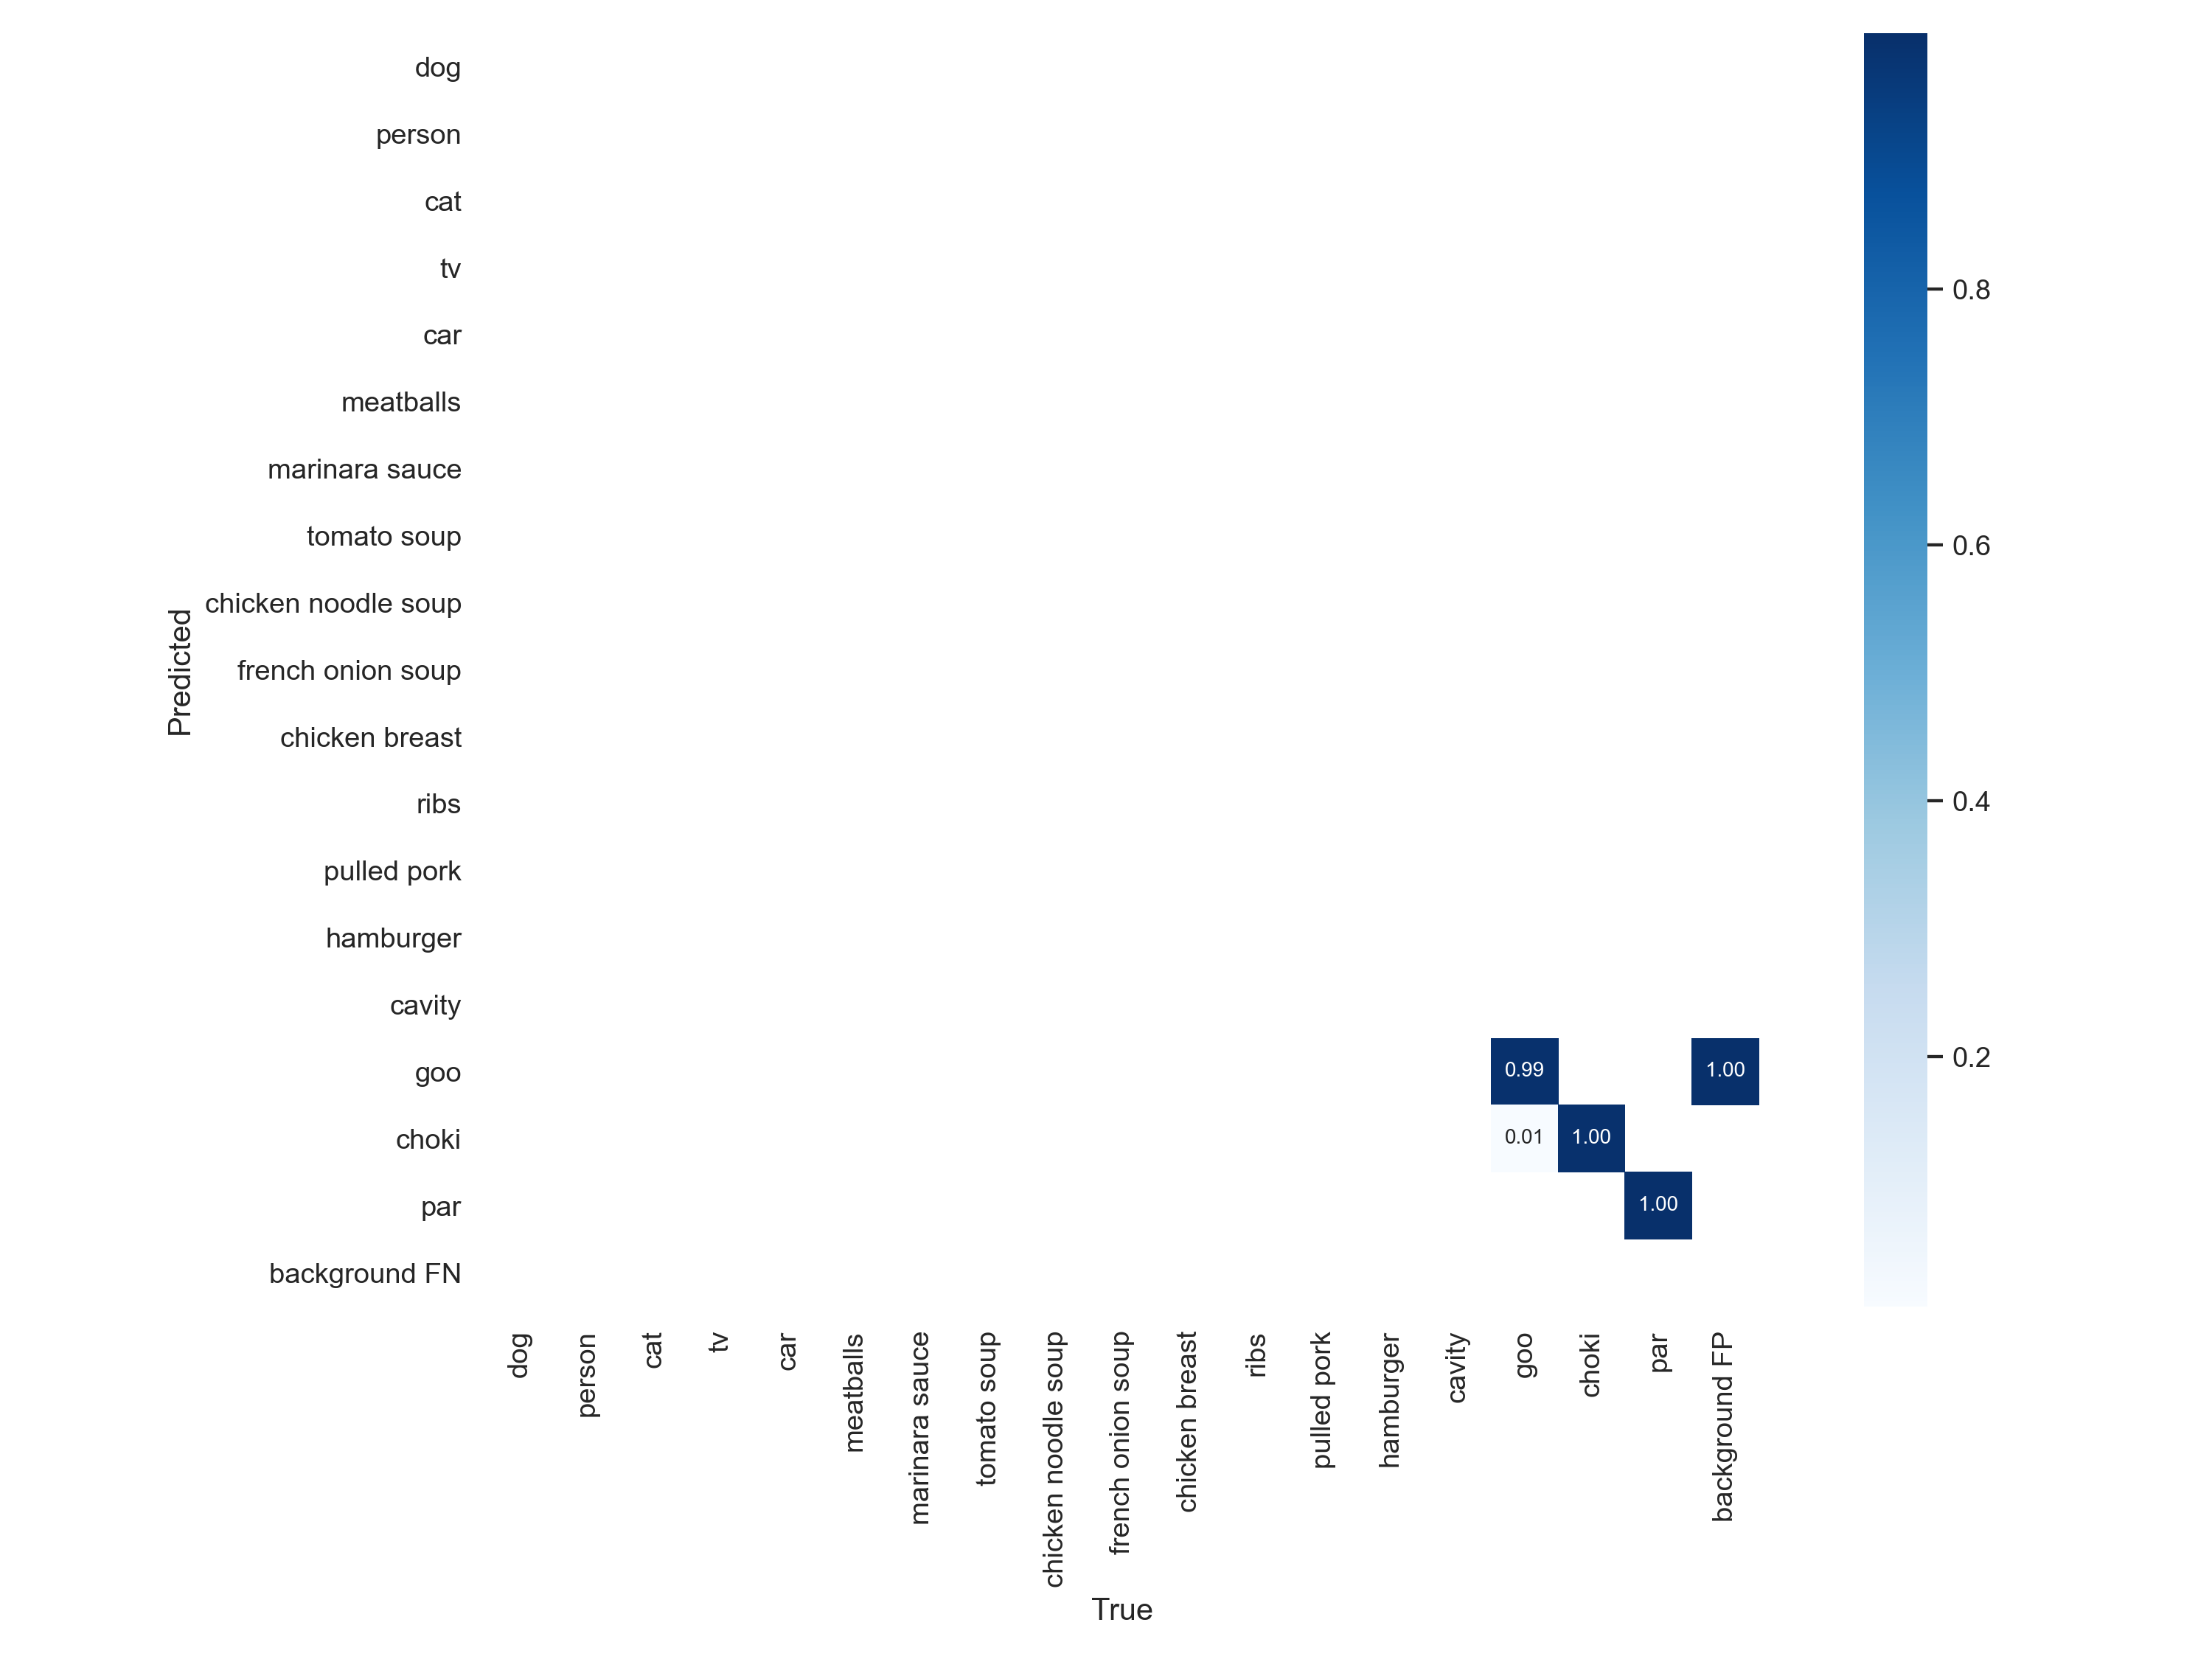 dog
person
cat
tv
car
meatballs
marinara sauce
tomato soup
chicken noodle soup
french onion soup
chicken breast
ribs
pulled pork
hamburger
cavity
goo
choki
par
background FN
Predicted
0.99
1.00
0.01
1.00
1.00
dog
person
cat
tv
car
meatballs
marinara sauce
tomato soup
chicken noodle soup
french onion soup
chicken breast
ribs
pulled pork
hamburger
cavity
goo
choki
par
background FP
True
0.8
0.6
0.4
0.2